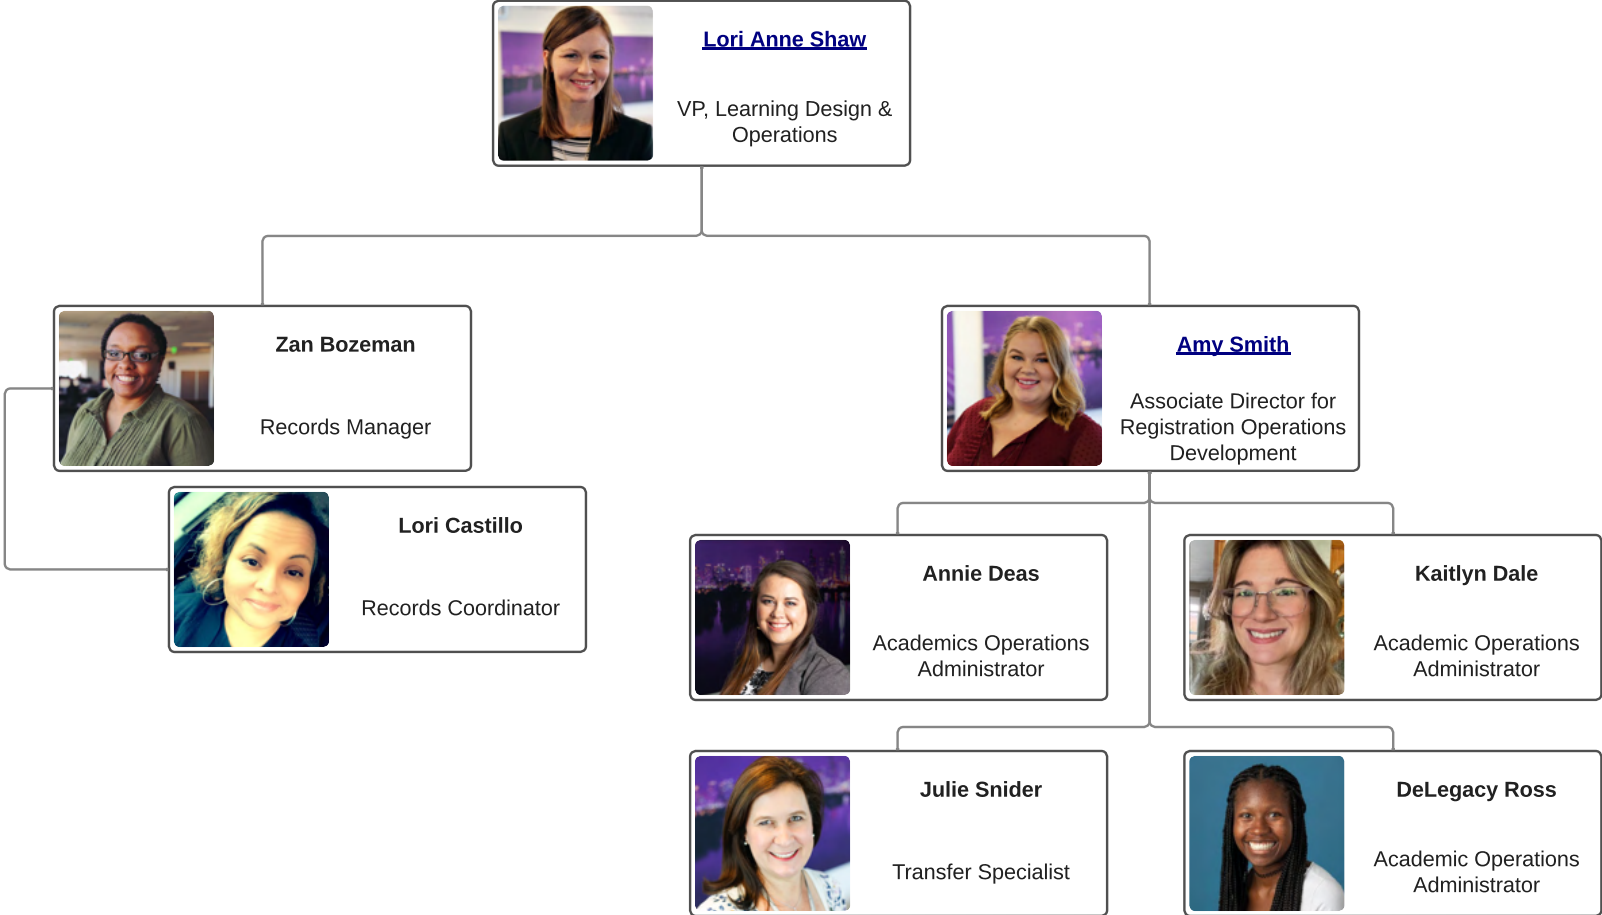 Lori Anne Shaw
VP, Learning Design &
Operations
Zan Bozeman
Records Manager
Amy Smith
Associate Director for
Registration Operations
Development
Lori Castillo
Records Coordinator
Annie Deas
Academics Operations
Administrator
Kaitlyn Dale
Academic Operations
Administrator
Julie Snider
Transfer Specialist
DeLegacy Ross
Academic Operations
Administrator